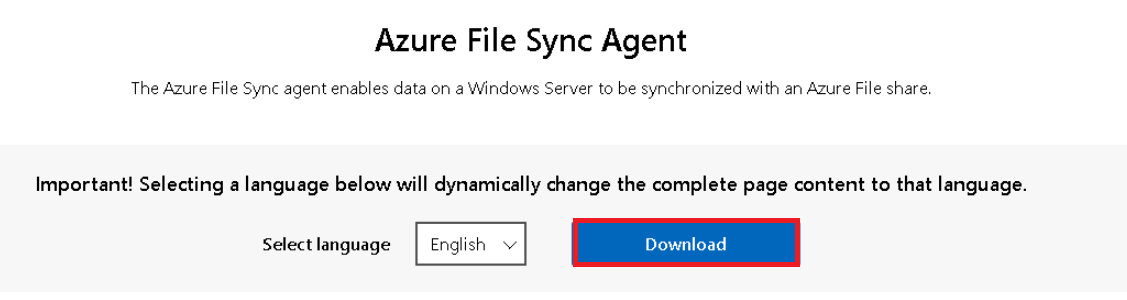 Azure File Sync Agent
The Azure File Sync agent enables data on a Windows Server to be synchronized with an Azure File share.
Important! Selecting a language below will dynamically change the complete page content to that language.
Select language English Download